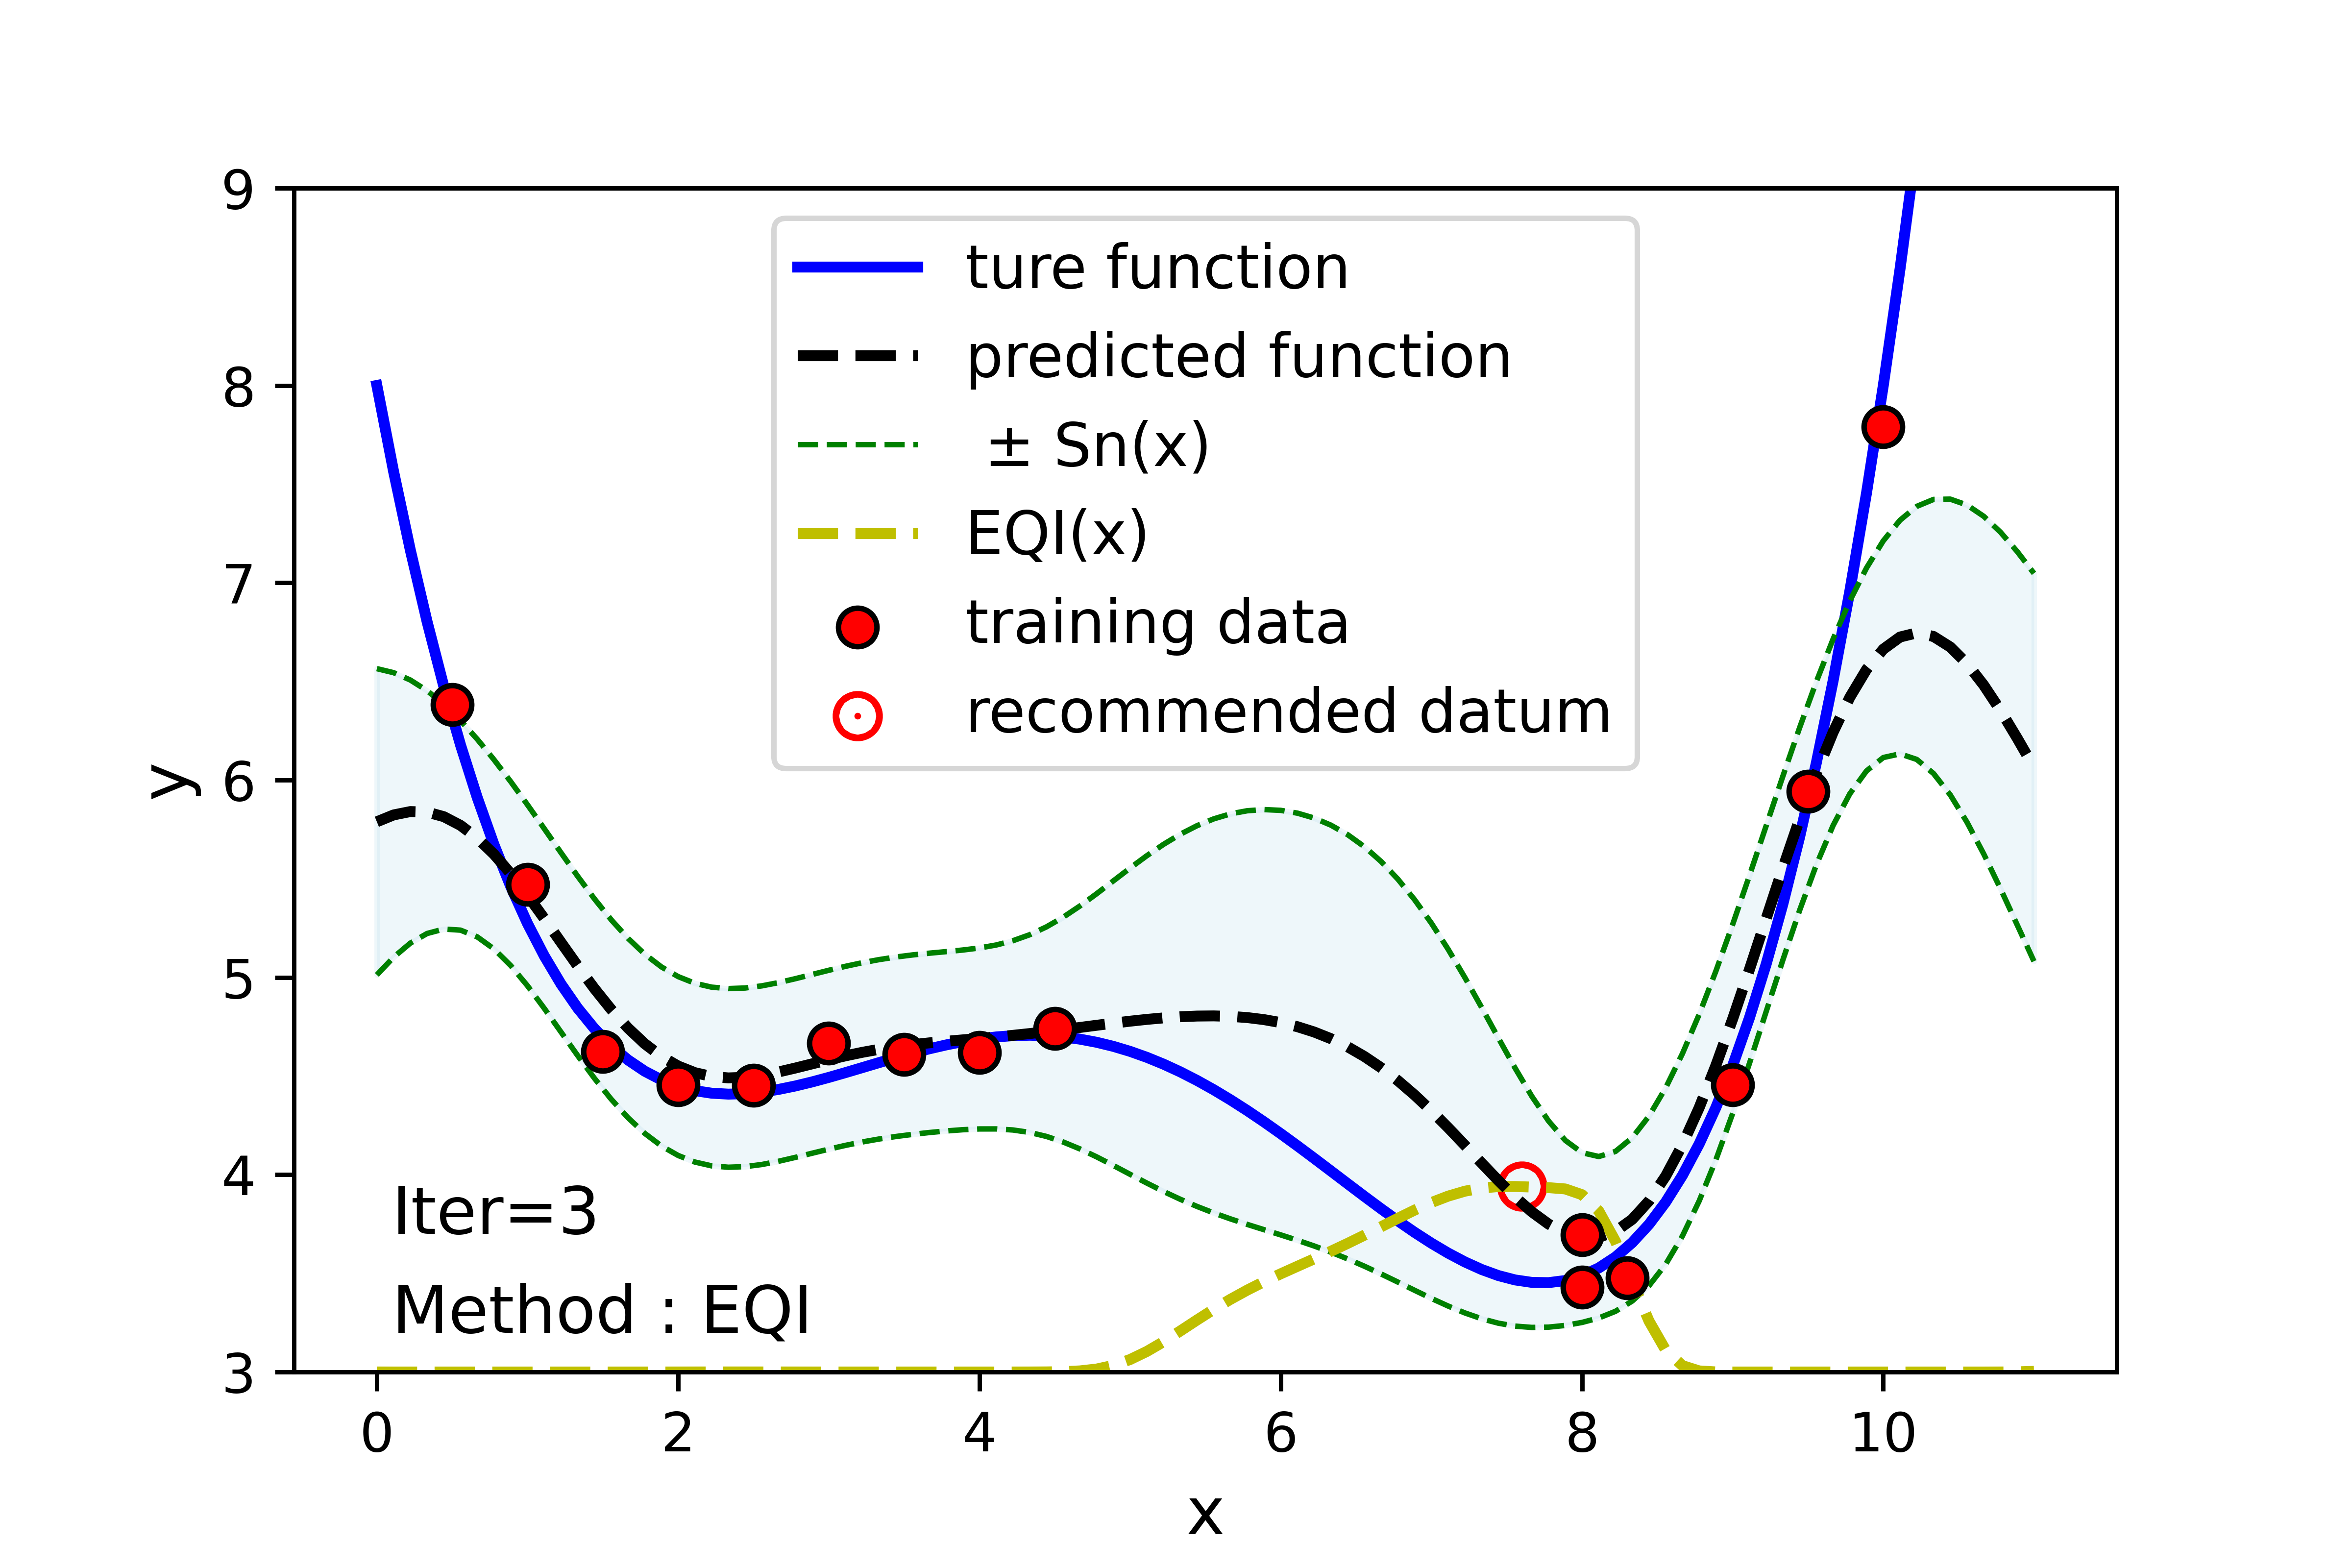 9
8
7
6
5
4
3
y
ture function
predicted function
± Sn(x)
EQI(x)
training data
recommended datum
Iter=3
Method : EQI
0 2 4 6 8 10
x